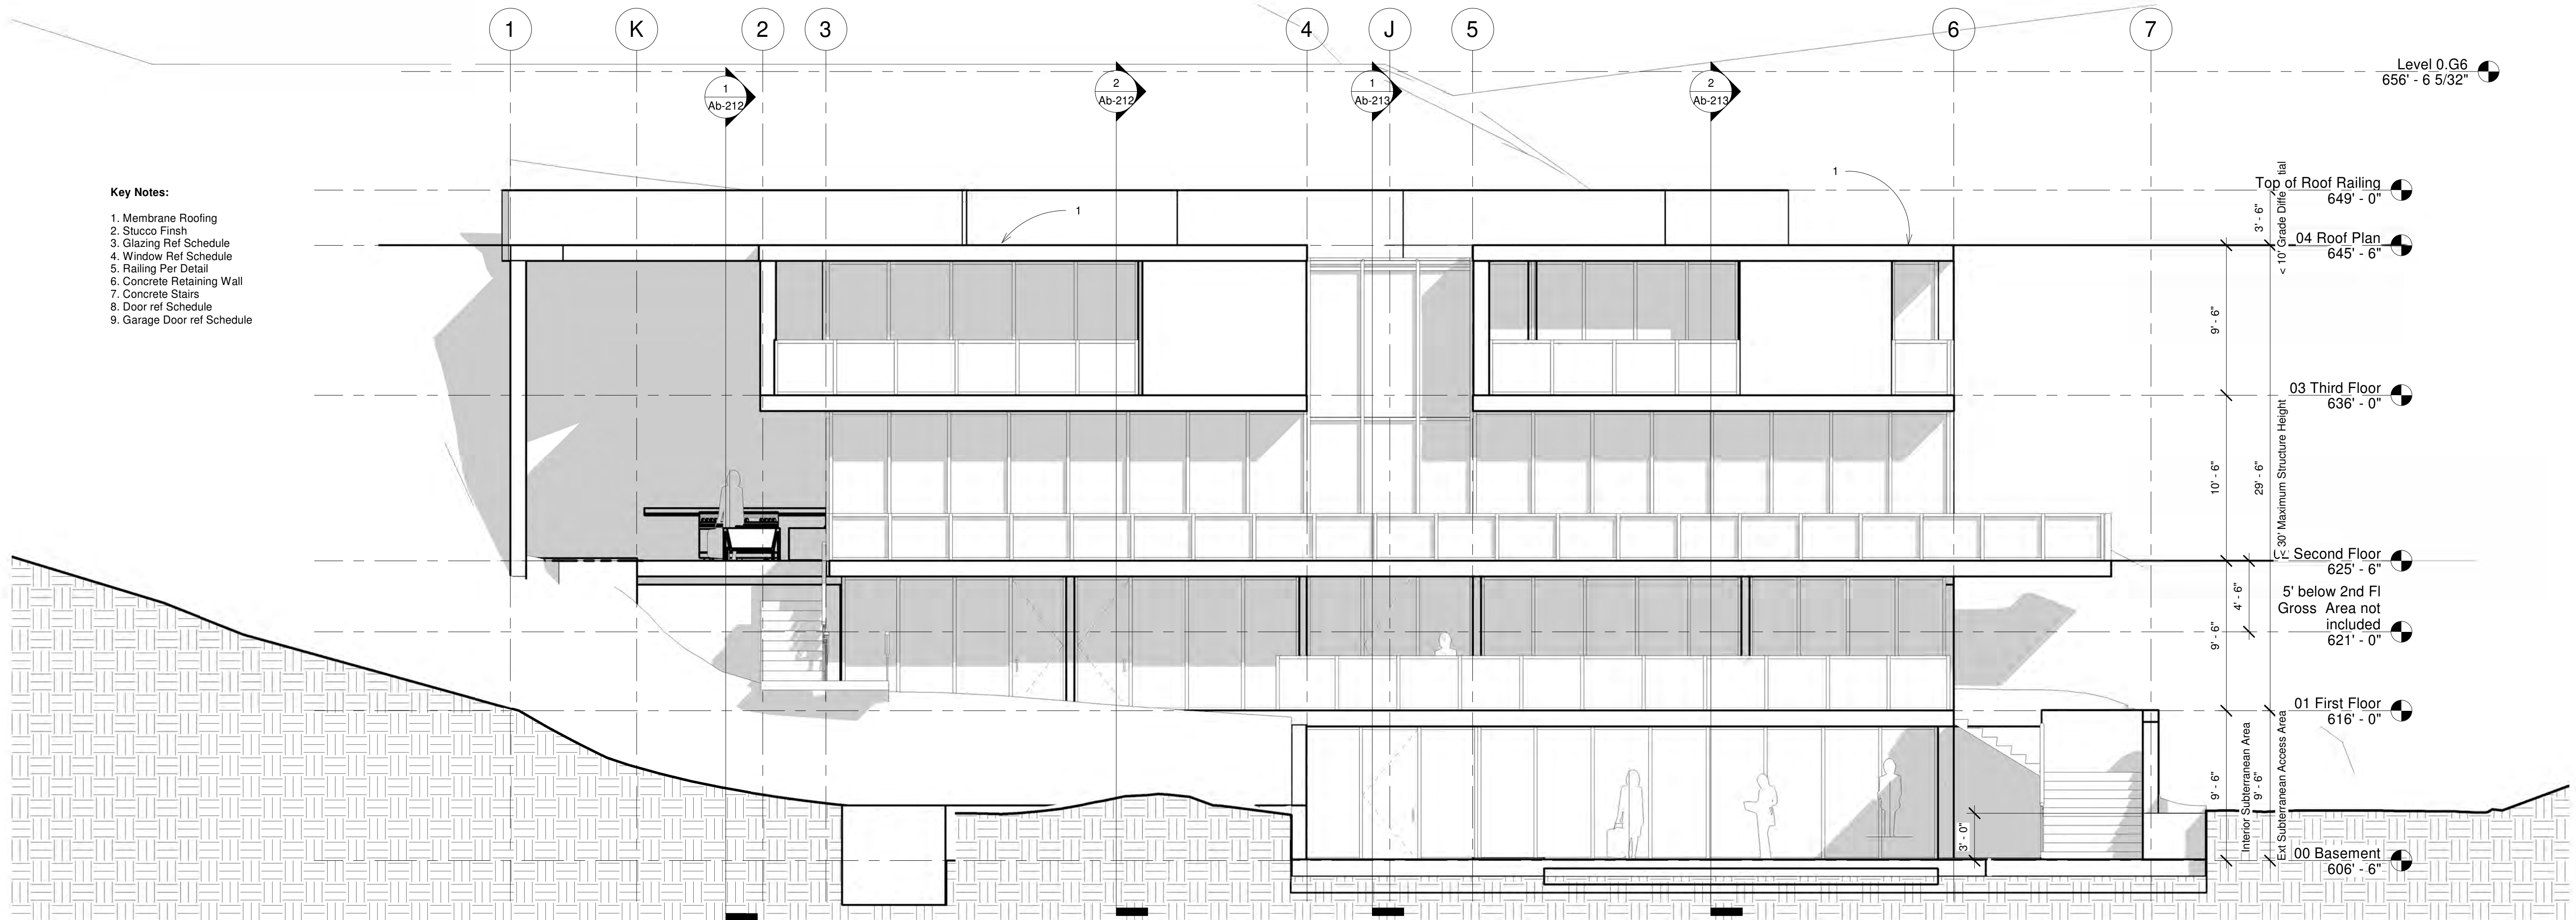 1
K
2
3
4
J
5
6
7
1
Ab-212
2
Ab-212
1
Ab-213
2
Ab-213
Level 0.G6
656' - 6 5/32"
Key Notes:
1. Membrane Roofing
2. Stucco Finsh
3. Glazing Ref Schedule
4. Window Ref Schedule
5. Railing Per Detail
6. Concrete Retaining Wall
7. Concrete Stairs
8. Door ref Schedule
9. Garage Door ref Schedule
1
1
Top of Roof Railing
649' - 0"
3' - 6"
< 10' Grade Diffe tial
04 Roof Plan
645' - 6"
9' - 6"
03 Third Floor
636' - 0"
10' - 6"
29' - 6"
< 30' Maximum Structure Height
Second Floor
625' - 6"
4' - 6"
9' - 6"
5' below 2nd Fl
Gross Area not
included
621' - 0"
01 First Floor
616' - 0"
9' - 6"
Interior Subterranean Area
9' - 6"
Ext Subterranean Access Area
3' - 0"
00 Basement
606' - 6"